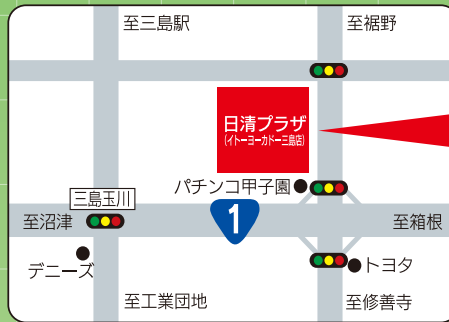 至三島駅
至裾野
日清プラザ
(イトーヨーカドー三島店)
パチンコ甲子園
三島玉川
至沼津
1
至箱根
デニーズ
トヨタ
至工業団地
至修善寺